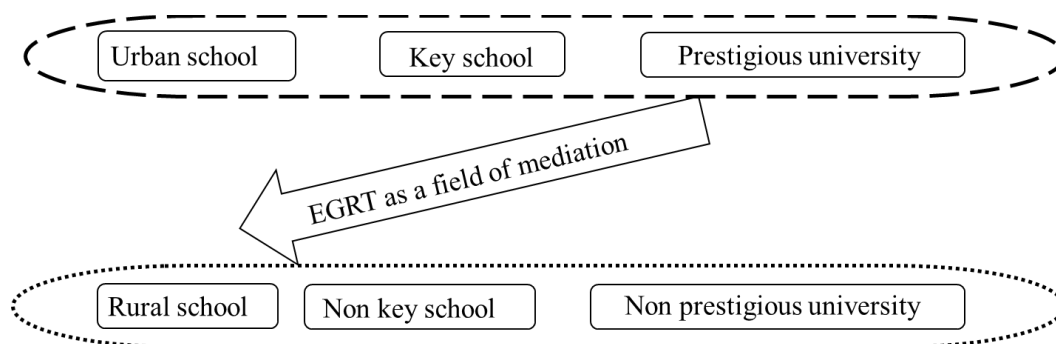 Urban school
Key school
Prestigious university
EGRT as a field of mediation
Rural school
Non key school
Non prestigious university